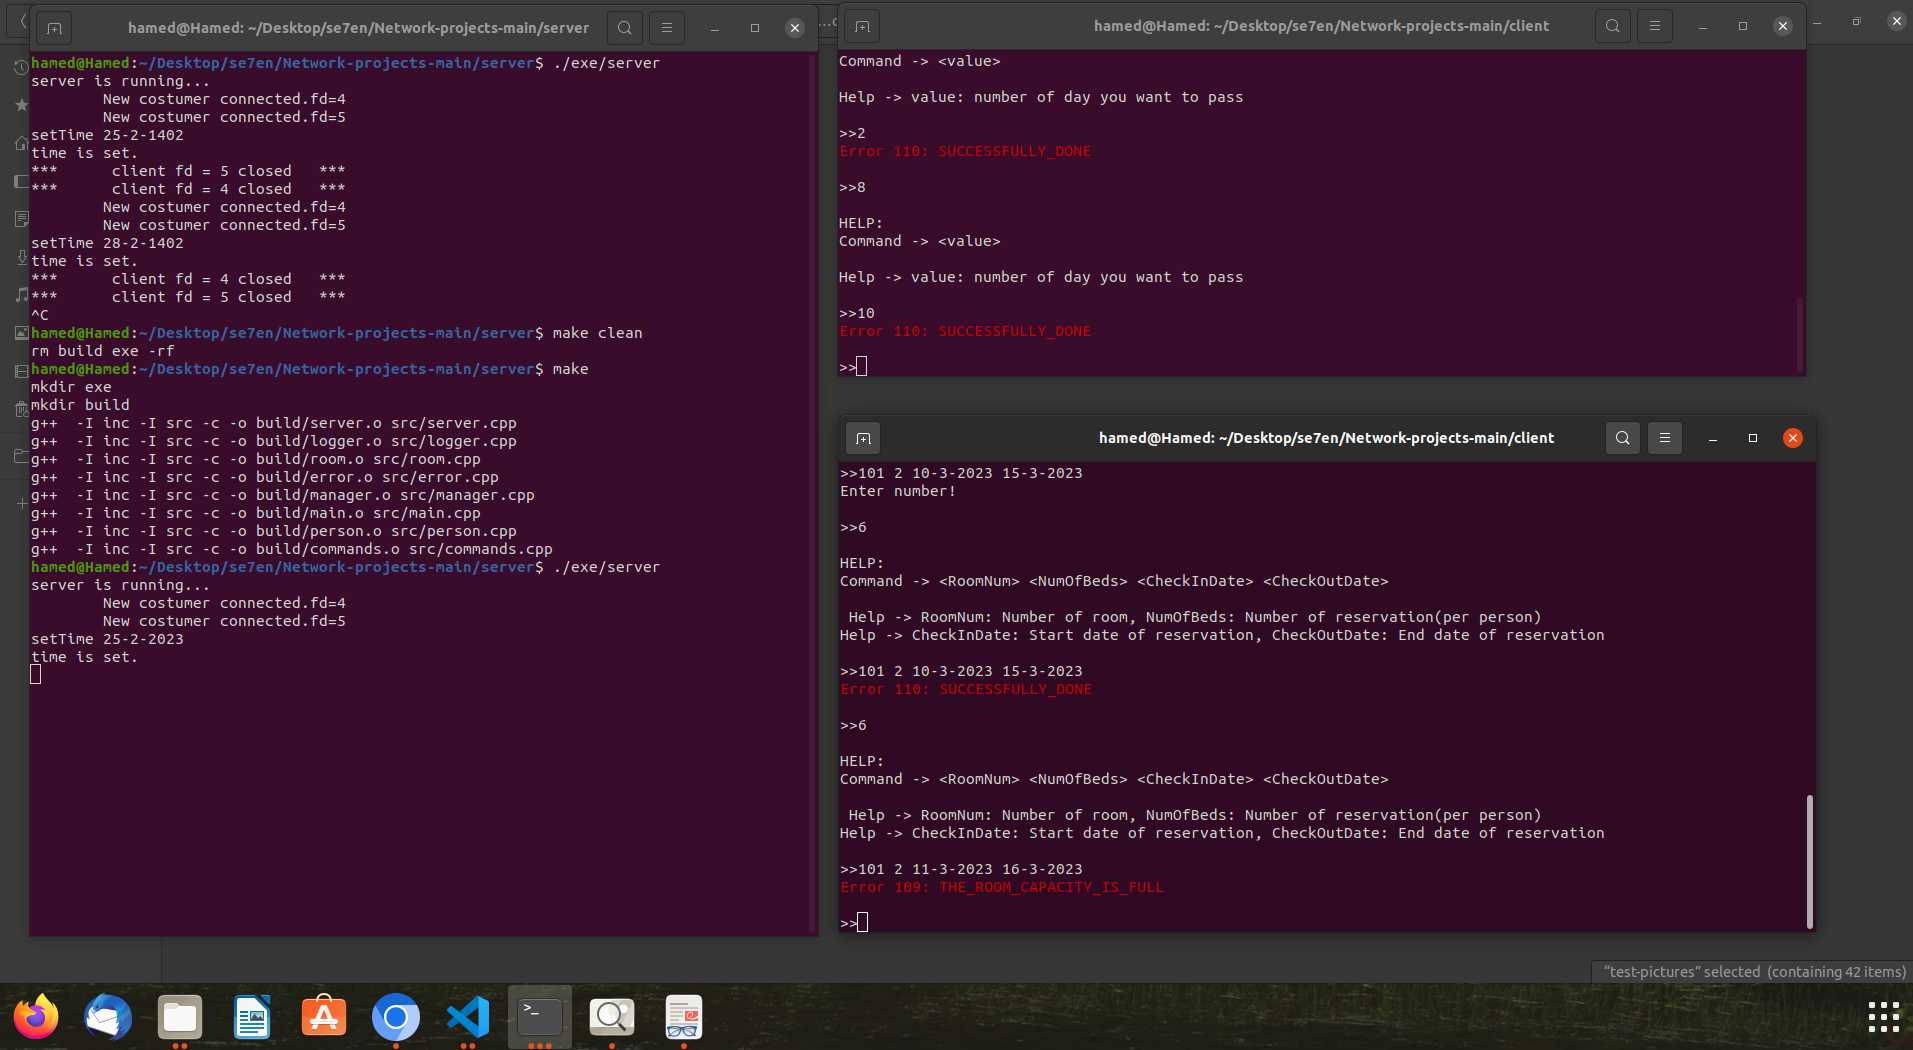 hamed@Hamed: ~/Desktop/se7en/Network-projects-main/server
hamed@Hamed:~/Desktop/se7en/Network-projects-main/server$ ./exe/server
server is running...
New costumer connected.fd=4
New costumer connected.fd=5
setTime 25-2-1402
time is set.
*** client fd = 5 closed ***
*** client fd = 4 closed ***
New costumer connected.fd=4
New costumer connected.fd=5
setTime 28-2-1402
time is set.
*** client fd = 4 closed ***
*** client fd = 5 closed ***
^C
hamed@Hamed:~/Desktop/se7en/Network-projects-main/server$ make clean
rm build exe -rf
hamed@Hamed:~/Desktop/se7en/Network-projects-main/server$ make
mkdir exe
mkdir build
g++  -I inc -I src -c -o build/server.o src/server.cpp
g++  -I inc -I src -c -o build/logger.o src/logger.cpp
g++  -I inc -I src -c -o build/room.o src/room.cpp
g++  -I inc -I src -c -o build/error.o src/error.cpp
g++  -I inc -I src -c -o build/manager.o src/manager.cpp
g++  -I inc -I src -c -o build/main.o src/main.cpp
g++  -I inc -I src -c -o build/person.o src/person.cpp
g++  -I inc -I src -c -o build/commands.o src/commands.cpp
hamed@Hamed:~/Desktop/se7en/Network-projects-main/server$ ./exe/server
server is running...
New costumer connected.fd=4
New costumer connected.fd=5
setTime 25-2-2023
time is set.
hamed@Hamed: ~/Desktop/se7en/Network-projects-main/client
Command -> <value>
Help -> value: number of day you want to pass
>>2
Error 110: SUCCESSFULLY_DONE
>>8
HELP:
Command -> <value>
Help -> value: number of day you want to pass
>>10
Error 110: SUCCESSFULLY_DONE
>>
hamed@Hamed: ~/Desktop/se7en/Network-projects-main/client
>>101 2 10-3-2023 15-3-2023
Enter number!
>>6
HELP:
Command -> <RoomNum> <NumOfBeds> <CheckInDate> <CheckOutDate>
Help -> RoomNum: Number of room, NumOfBeds: Number of reservation(per person)
Help -> CheckInDate: Start date of reservation, CheckOutDate: End date of reservation
>>101 2 10-3-2023 15-3-2023
Error 110: SUCCESSFULLY_DONE
>>6
HELP:
Command -> <RoomNum> <NumOfBeds> <CheckInDate> <CheckOutDate>
Help -> RoomNum: Number of room, NumOfBeds: Number of reservation(per person)
Help -> CheckInDate: Start date of reservation, CheckOutDate: End date of reservation
>>101 2 11-3-2023 16-3-2023
Error 109: THE_ROOM_CAPACITY_IS_FULL
>>
“test-pictures” selected (containing 42 items)